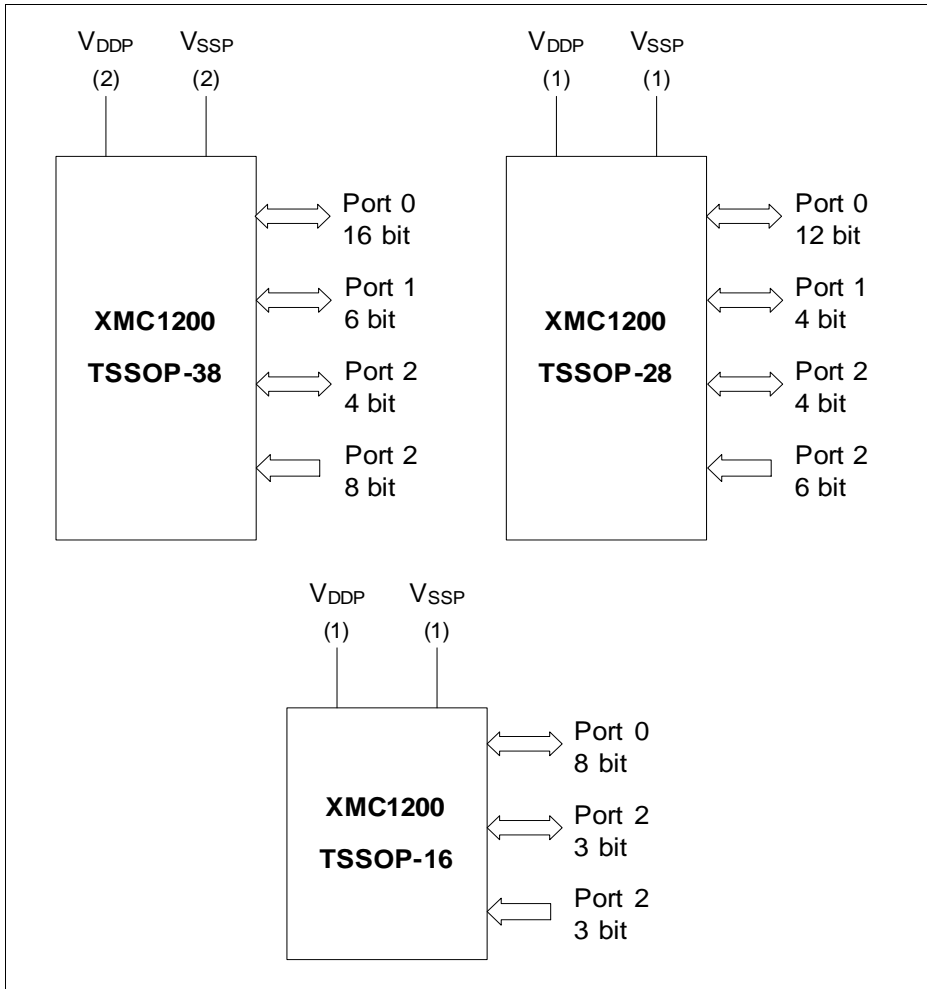 VDDP VSSP
(2) (2)
XMC1200
TSSOP-38
Port 0
16 bit
Port 1
6 bit
Port 2
4 bit
Port 2
8 bit
VDDP VSSP
(1) (1)
XMC1200
TSSOP-28
Port 0
12 bit
Port 1
4 bit
Port 2
4 bit
Port 2
6 bit
VDDP VSSP
(1) (1)
XMC1200
TSSOP-16
Port 0
8 bit
Port 2
3 bit
Port 2
3 bit